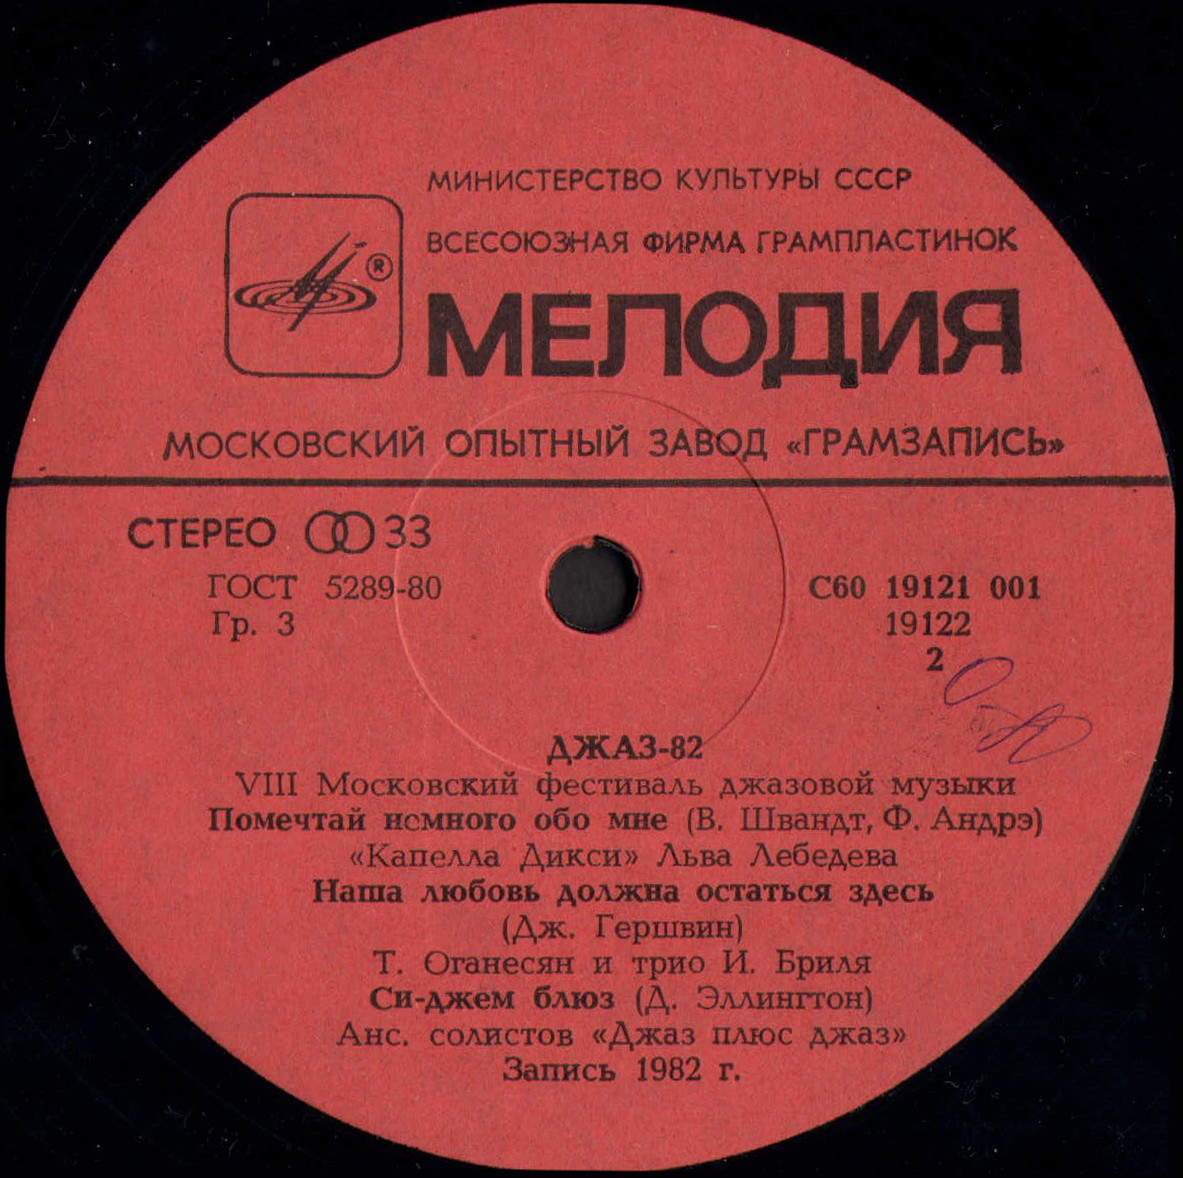 МИНИСТЕРСТВО КУЛЬТУРЫ СССР
ВСЕСОЮЗНАЯ ФИРМА ГРАМПЛАСТИНОК
®
МЕЛОДИЯ
МОСКОВСКИЙ ОПЫТНЫЙ ЗАВОД «ГРАМЗАПИСЬ»
СТЕРЕО 33
ГОСТ 5289-80
Гр. 3
С60 19121 001
19122
2
ДЖАЗ-82
VIII Московский фестиваль джазовой музыки
Помечтай немного обо мне (В. Швандт, Ф. Андрэ)
«Капелла Дикси» Льва Лебедева
Наша любовь должна остаться здесь
(Дж. Гершвин)
Т. Оганесян и трио И. Бриля
Си-джем блюз (Д. Эллингтон)
Анс. солистов «Джаз плюс джаз»
Запись 1982 г.